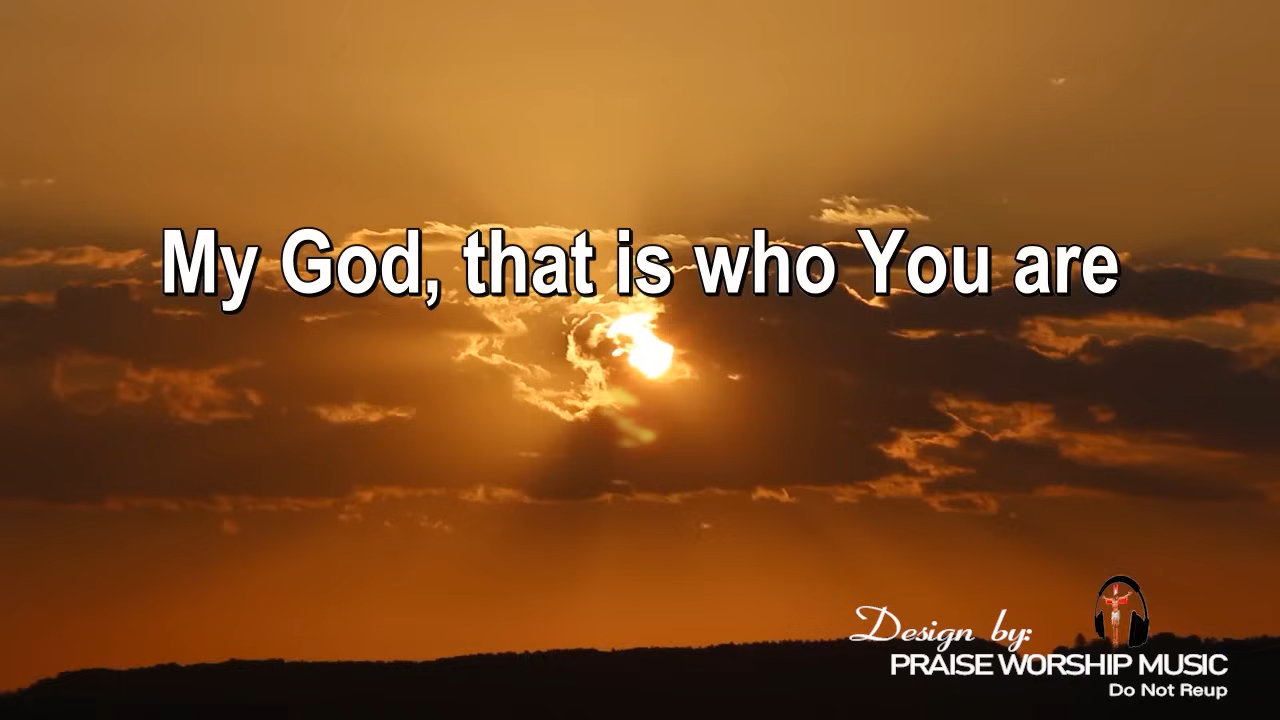 My God, that is who You are
Design by:
PRAISE WORSHIP MUSIC
Do Not Reup